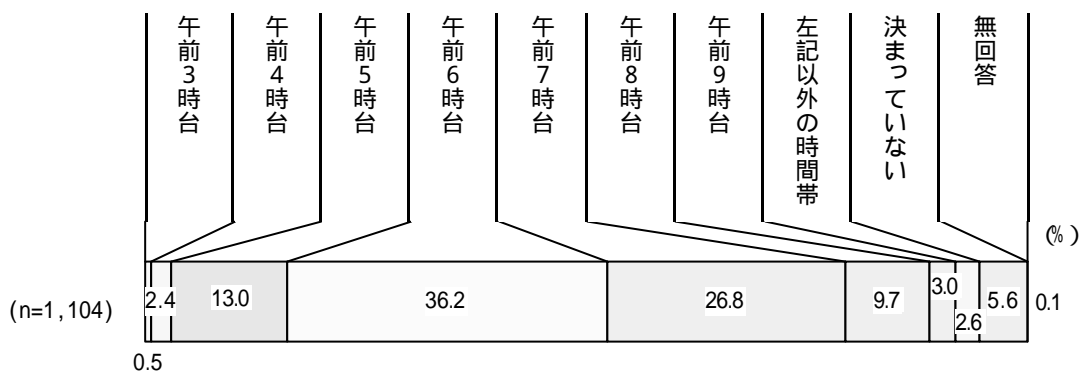 午前3時台
午前4時台
午前5時台
午前6時台
午前7時台
午前8時台
午前9時台
左記以外の時間帯
決まっていない
無回答
(%)
(n=1,104)
2.4
13.0
36.2
26.8
9.7
3.0
2.6
5.6
0.1
0.5